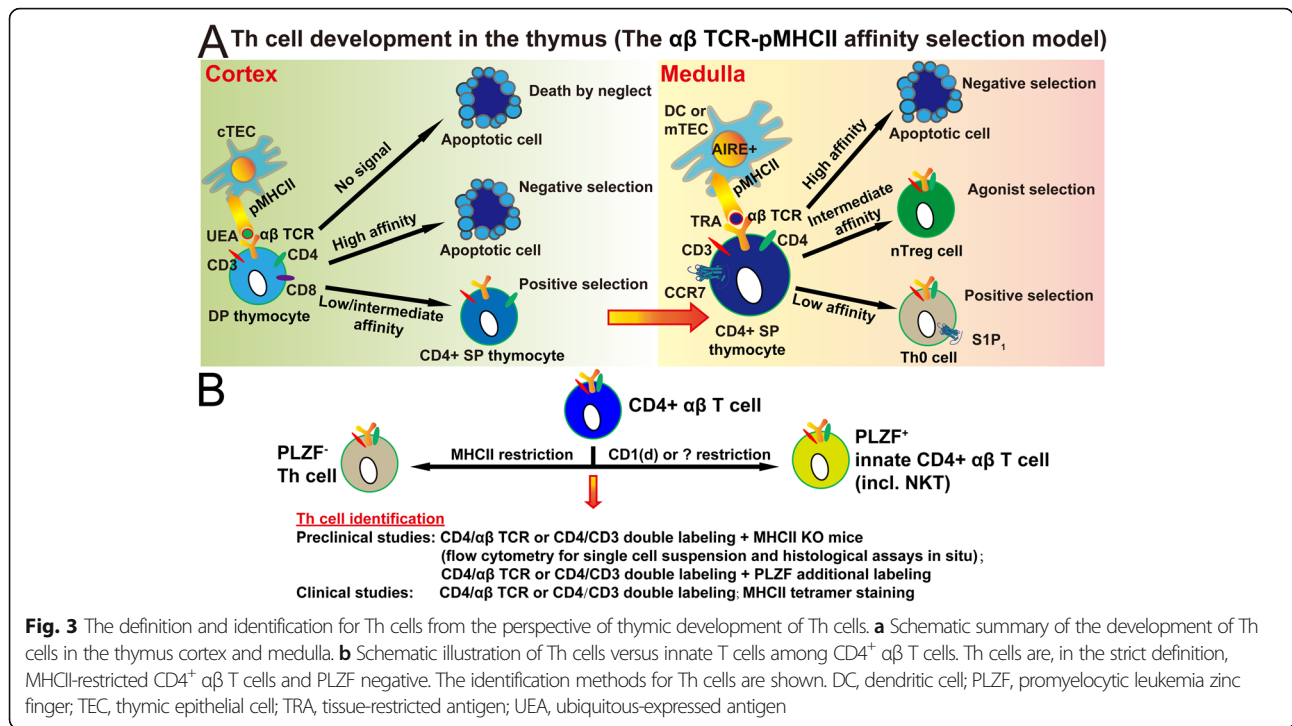 A Th cell development in the thymus (The αβ TCR-pMHCII affinity selection model)
Cortex
cTEC
pMHCII
UEA
αβ TCR
CD3
CD4
CD8
DP thymocyte
No signal
Death by neglect
Apoptotic cell
High affinity
Negative selection
Apoptotic cell
Low/intermediate
affinity
Positive selection
CD4+ SP thymocyte
Medulla
DC or
mTEC
AIRE+
pMHCII
TRA
αβ TCR
CD3
CD4
CCR7
CD4+ SP
thymocyte
High affinity
Negative selection
Apoptotic cell
Intermediate
affinity
Agonist selection
nTreg cell
Low affinity
Positive selection
S1P₁
Th0 cell
B
CD4+ αβ T cell
PLZF⁻
Th cell
MHCII restriction
CD1(d) or ? restriction
PLZF⁺
innate CD4+ αβ T cell
(incl. NKT)
Th cell identification
Preclinical studies: CD4/αβ TCR or CD4/CD3 double labeling + MHCII KO mice
(flow cytometry for single cell suspension and histological assays in situ);
CD4/αβ TCR or CD4/CD3 double labeling + PLZF additional labeling
Clinical studies: CD4/αβ TCR or CD4/CD3 double labeling; MHCII tetramer staining
Fig. 3 The definition and identification for Th cells from the perspective of thymic development of Th cells. a Schematic summary of the development of Th
cells in the thymus cortex and medulla. b Schematic illustration of Th cells versus innate T cells among CD4⁺ αβ T cells. Th cells are, in the strict definition,
MHCII-restricted CD4⁺ αβ T cells and PLZF negative. The identification methods for Th cells are shown. DC, dendritic cell; PLZF, promyelocytic leukemia zinc
finger; TEC, thymic epithelial cell; TRA, tissue-restricted antigen; UEA, ubiquitous-expressed antigen